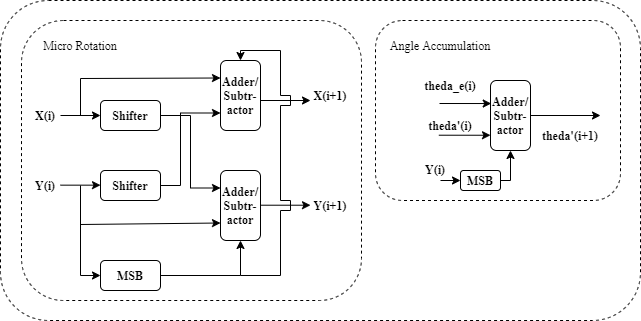 Micro Rotation
X(i)
Shifter
Adder/
Subtr-
actor
X(i+1)
Y(i)
Shifter
Adder/
Subtr-
actor
Y(i+1)
MSB
Angle Accumulation
theda_e(i)
theda'(i)
Adder/
Subtr-
actor
theda'(i+1)
Y(i)
MSB